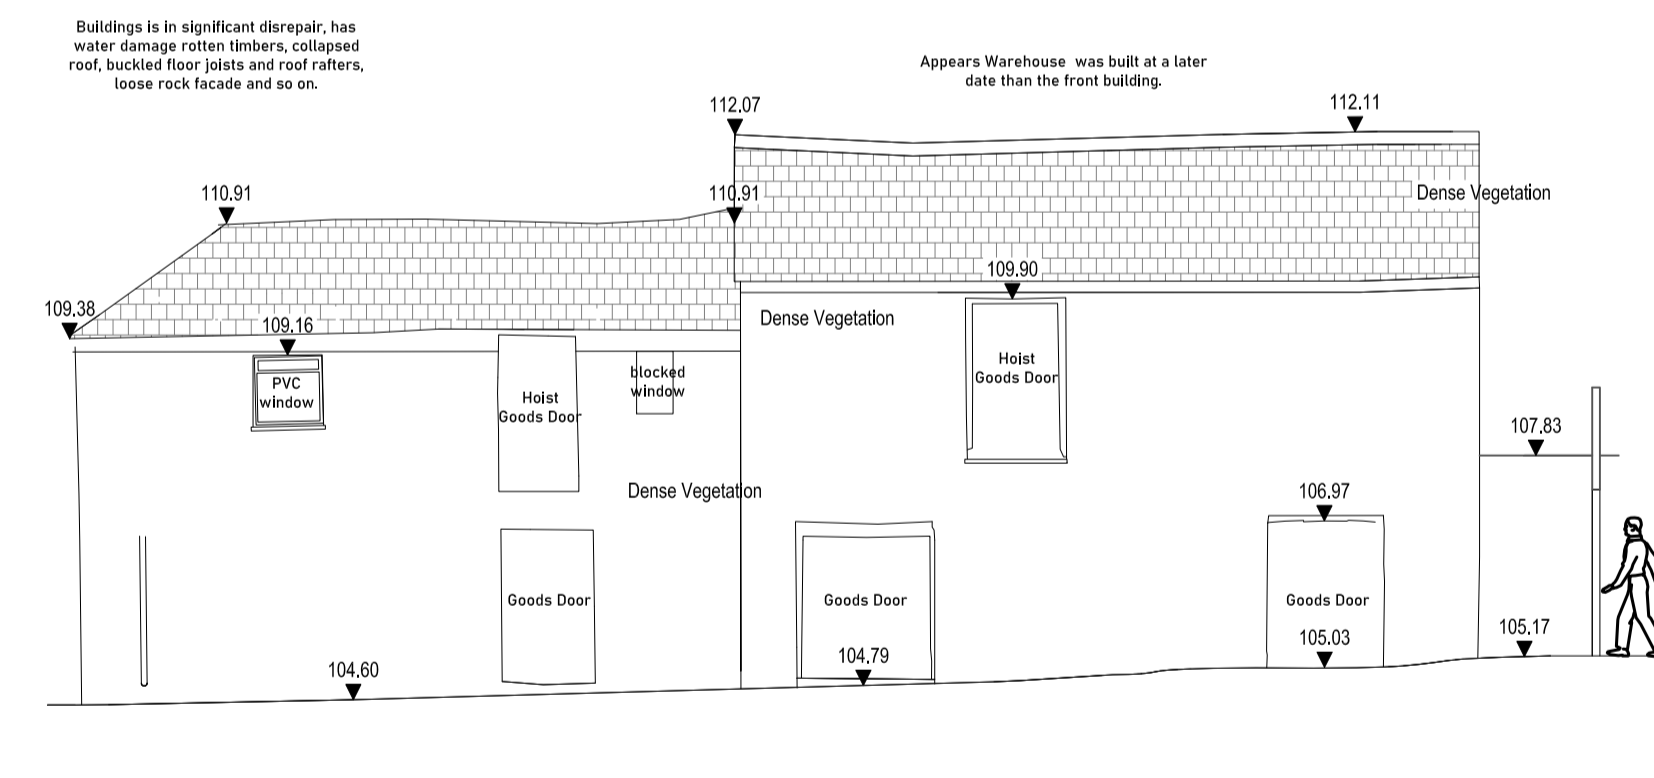 Buildings is in significant disrepair, has
water damage rotten timbers, collapsed
roof, buckled floor joists and roof rafters,
loose rock facade and so on.
Appears Warehouse was built at a later
date than the front building.
112.07
112.11
110.91
110.91
Dense Vegetation
109.90
109.38
109.16
Dense Vegetation
PVC
window
Hoist
Goods Door
blocked
window
Hoist
Goods Door
107.83
Dense Vegetation
106.97
Goods Door
Goods Door
Goods Door
104.60
104.79
105.03
105.17